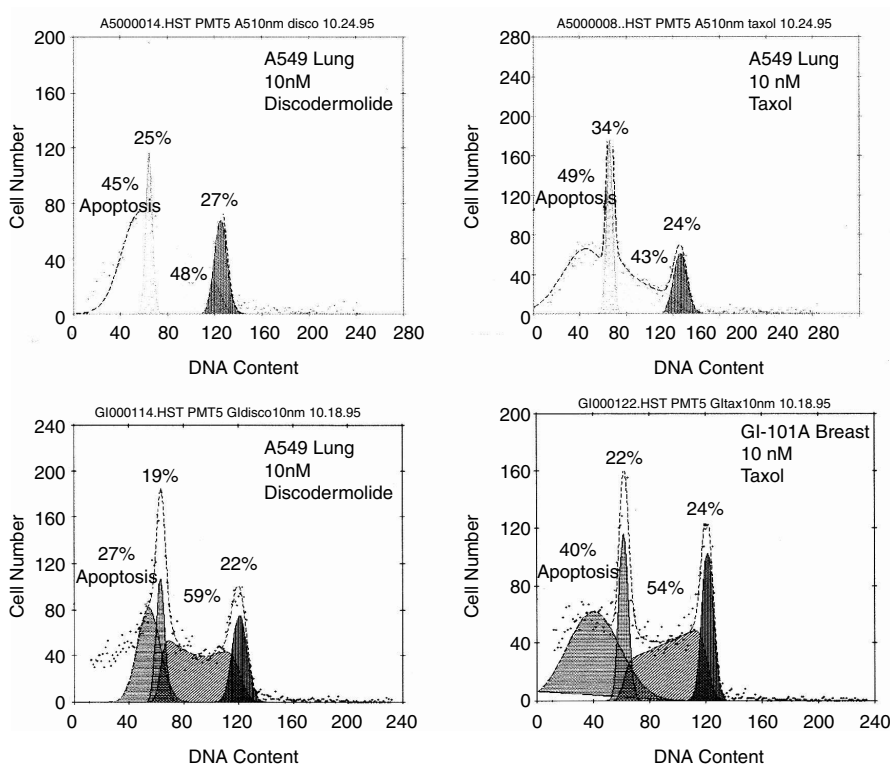 A5000014.HST PMT5 A510nm disco 10.24.95
200
160
120
80
40
0
Cell Number
A549 Lung
10nM
Discodermolide
25%
45%
Apoptosis
27%
48%
0 40 80 120 160 200 240 280
DNA Content
A5000008..HST PMT5 A510nm taxol 10.24.95
280
240
200
160
120
80
40
0
Cell Number
A549 Lung
10 nM
Taxol
34%
49%
Apoptosis
24%
43%
0 40 80 120 160 200 240 280
DNA Content
GI000114.HST PMT5 GIdisco10nm 10.18.95
240
200
160
120
80
40
0
Cell Number
A549 Lung
10nM
Discodermolide
19%
27%
Apoptosis
22%
59%
0 40 80 120 160 200 240
DNA Content
GI000122.HST PMT5 GItax10nm 10.18.95
200
160
120
80
40
0
Cell Number
GI-101A Breast
10 nM
Taxol
22%
24%
40%
Apoptosis
54%
0 40 80 120 160 200 240
DNA Content